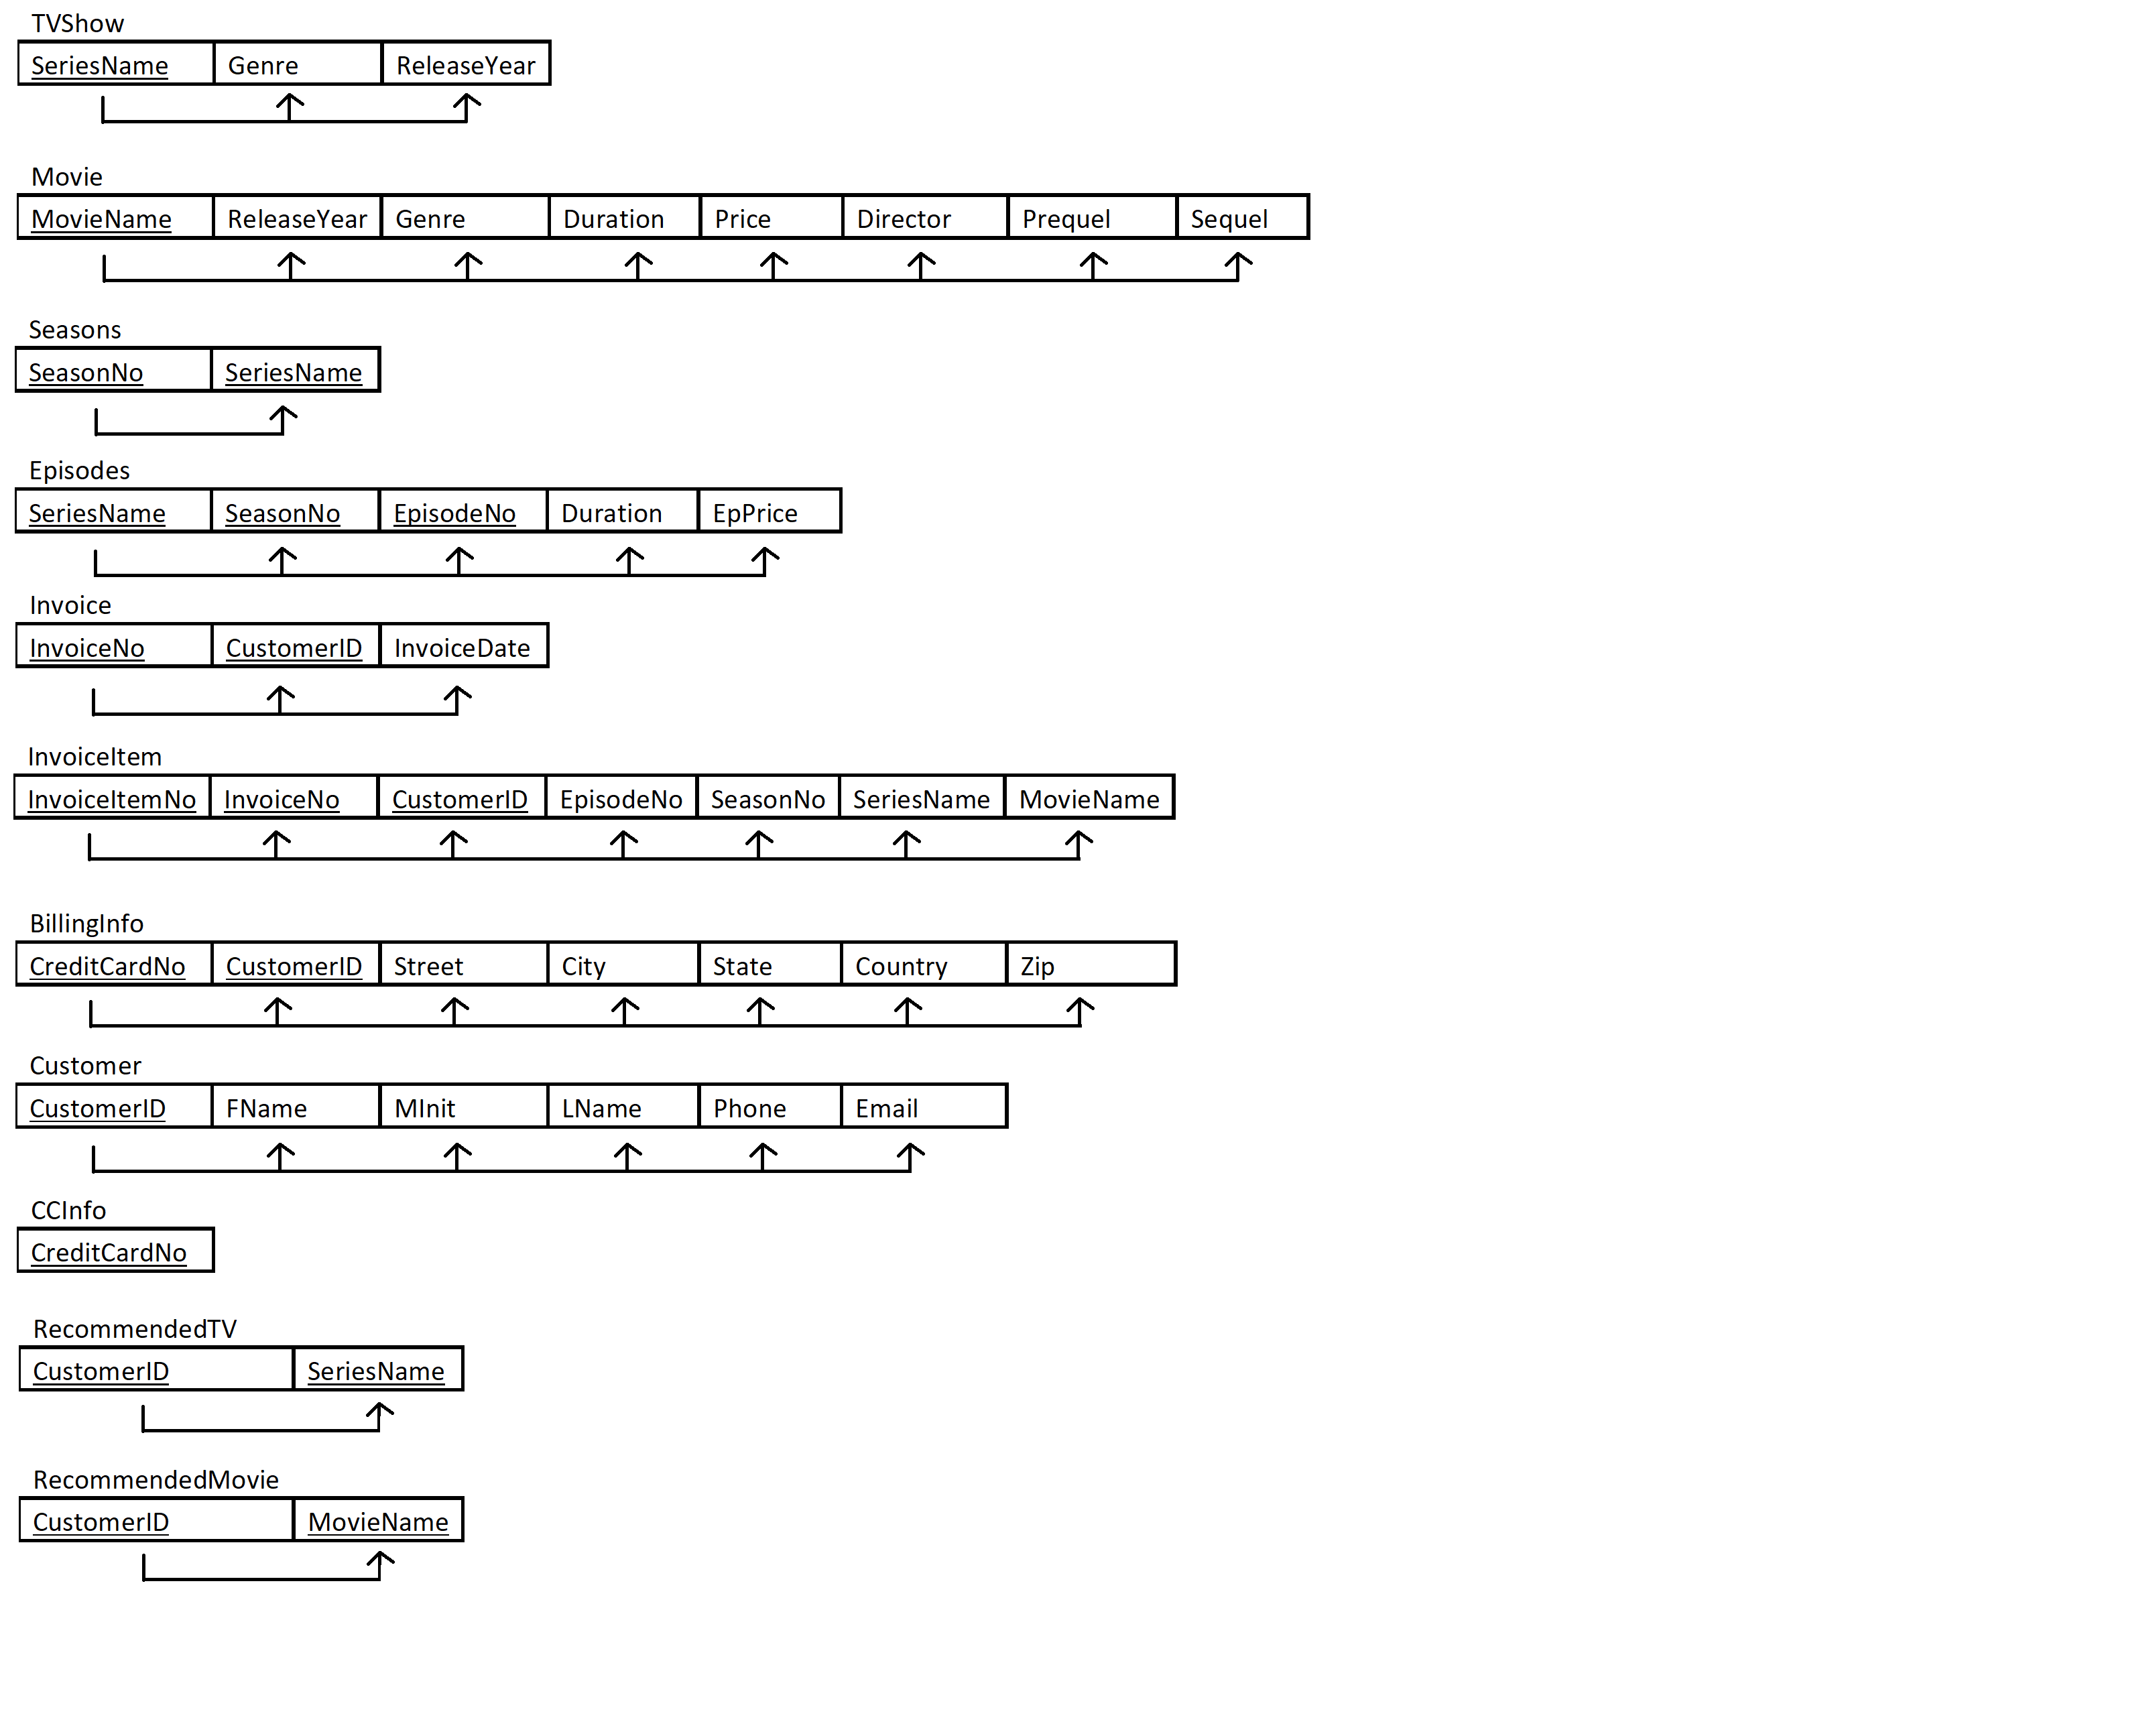 TVShow
SeriesName Genre ReleaseYear
Movie
MovieName ReleaseYear Genre Duration Price Director Prequel Sequel
Seasons
SeasonNo SeriesName
Episodes
SeriesName SeasonNo EpisodeNo Duration EpPrice
Invoice
InvoiceNo CustomerID InvoiceDate
InvoiceItem
InvoiceItemNo InvoiceNo CustomerID EpisodeNo SeasonNo SeriesName MovieName
BillingInfo
CreditCardNo CustomerID Street City State Country Zip
Customer
CustomerID FName MInit LName Phone Email
CCInfo
CreditCardNo
RecommendedTV
CustomerID SeriesName
RecommendedMovie
CustomerID MovieName